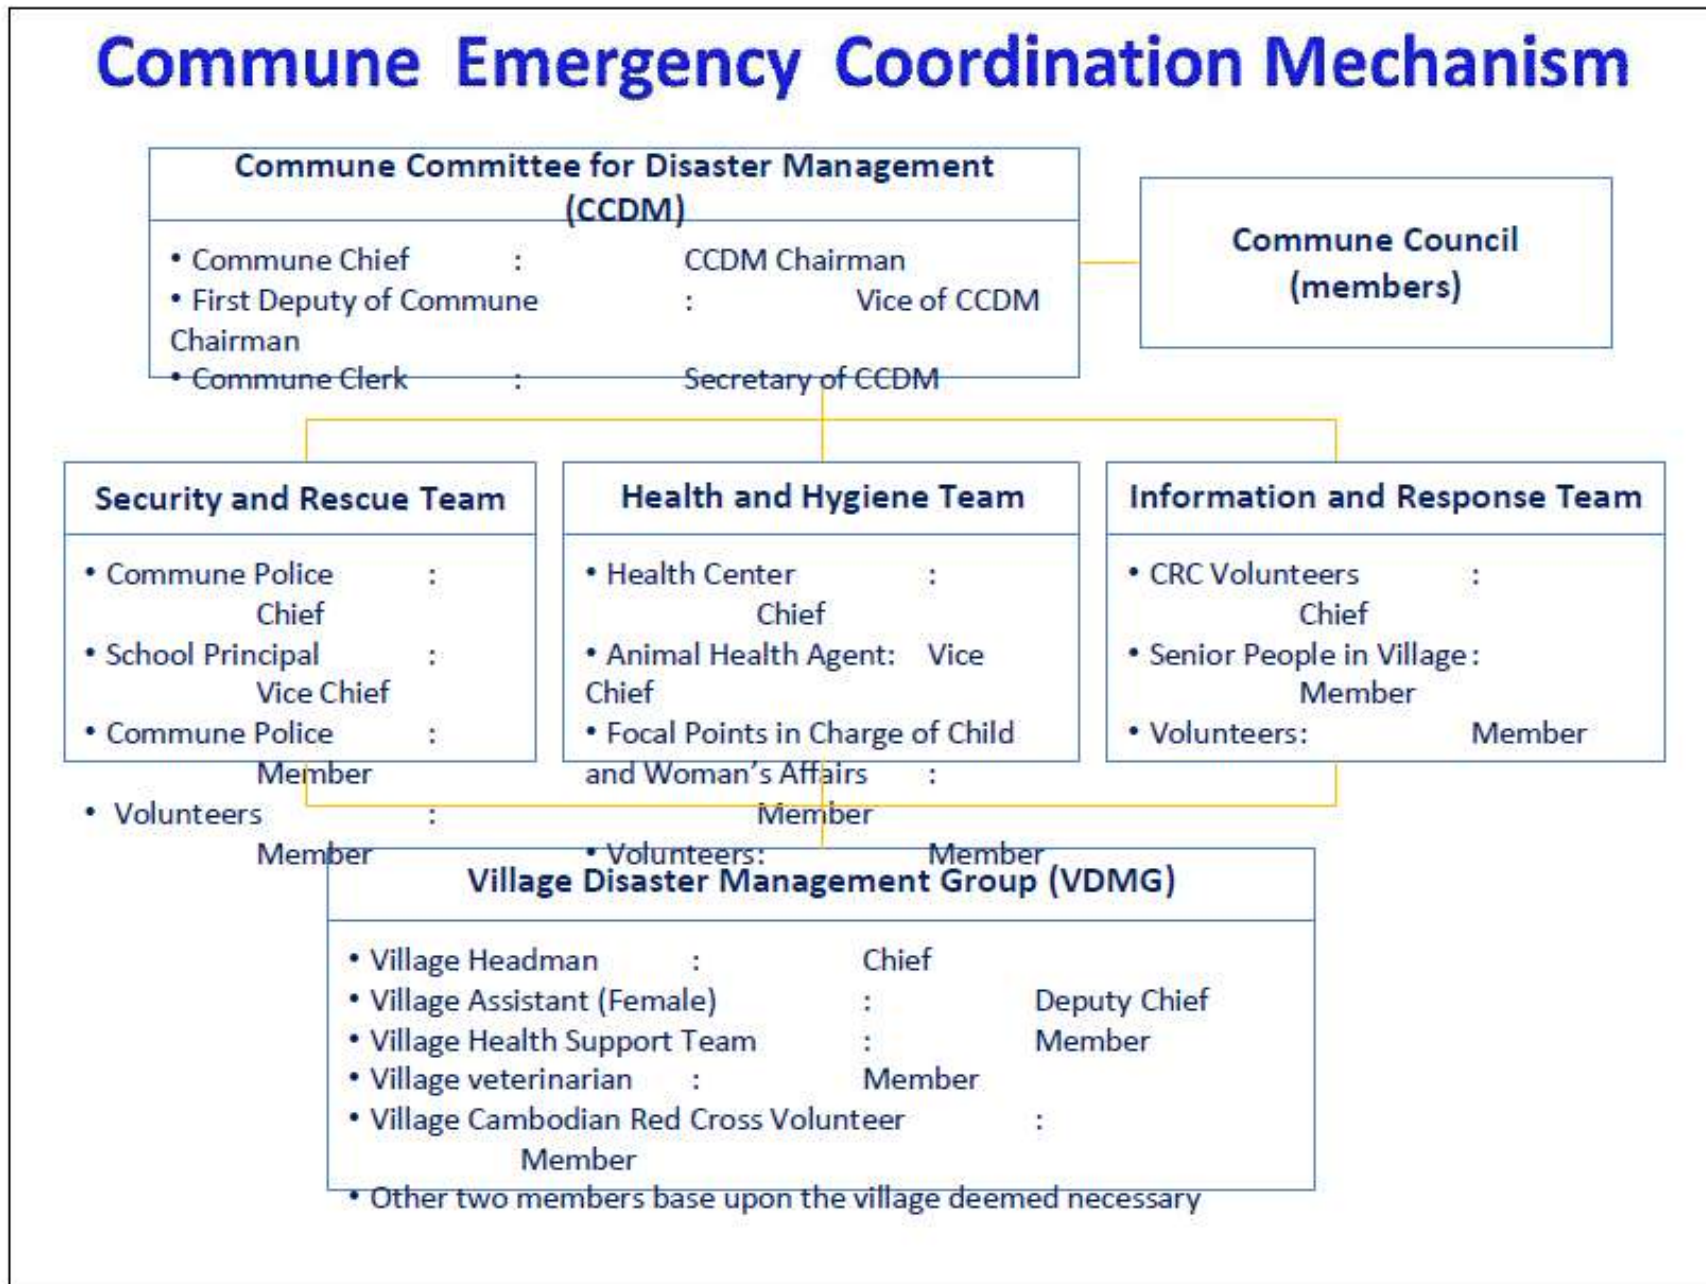 Commune Emergency Coordination Mechanism
Commune Committee for Disaster Management
(CCDM)
• Commune Chief : CCDM Chairman
• First Deputy of Commune : Vice of CCDM
Chairman
• Commune Clerk : Secretary of CCDM
Commune Council
(members)
Security and Rescue Team
• Commune Police :
Chief
• School Principal :
Vice Chief
• Commune Police :
Member
• Volunteers :
Member
Health and Hygiene Team
• Health Center :
Chief
• Animal Health Agent: Vice
Chief
• Focal Points in Charge of Child
and Woman's Affairs :
Member
• Volunteers: Member
Information and Response Team
• CRC Volunteers :
Chief
• Senior People in Village :
Member
• Volunteers: Member
Village Disaster Management Group (VDMG)
• Village Headman : Chief
• Village Assistant (Female) : Deputy Chief
• Village Health Support Team : Member
• Village veterinarian : Member
• Village Cambodian Red Cross Volunteer :
Member
• Other two members base upon the village deemed necessary